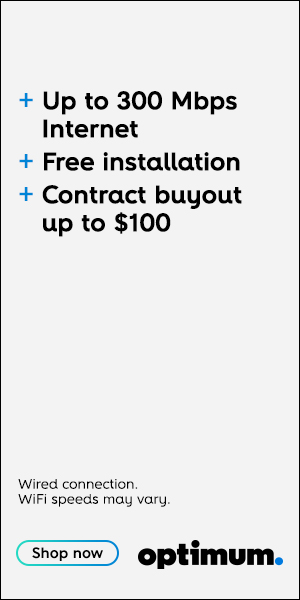 + Up to 300 Mbps
Internet
+ Free installation
+ Contract buyout
up to $100
Wired connection.
WiFi speeds may vary.
Shop now
optimum.